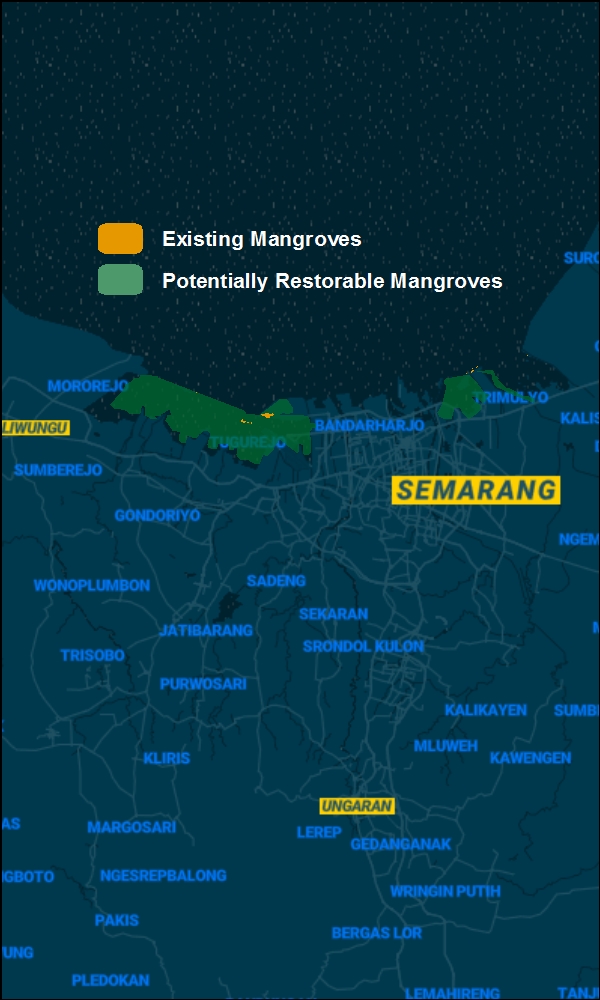 Existing Mangroves
SURO
Potentially Restorable Mangroves
MOROREJO
TRIMULYO
LIWUNGU
BANDARHARJO
KALIS
TUGUREJO
SUMBEREJO
SEMARANG
GONDORIYO
NGEM
WONOPLUMBON
SADENG
SEKARAN
JATIBARANG
SRONDOL KULON
TRISOBO
PURWOSARI
KALIKAYEN
SUMB
MLUWEH
KLIRIS
KAWENGEN
UNGARAN
AS
MARGOSARI
LEREP
GEDANGANAK
GBOTO
NGESREPBALONG
WRINGIN PUTIH
PAKIS
BERGAS LOR
UNG
PLEDOKAN
LEMAHIRENG
TANJ